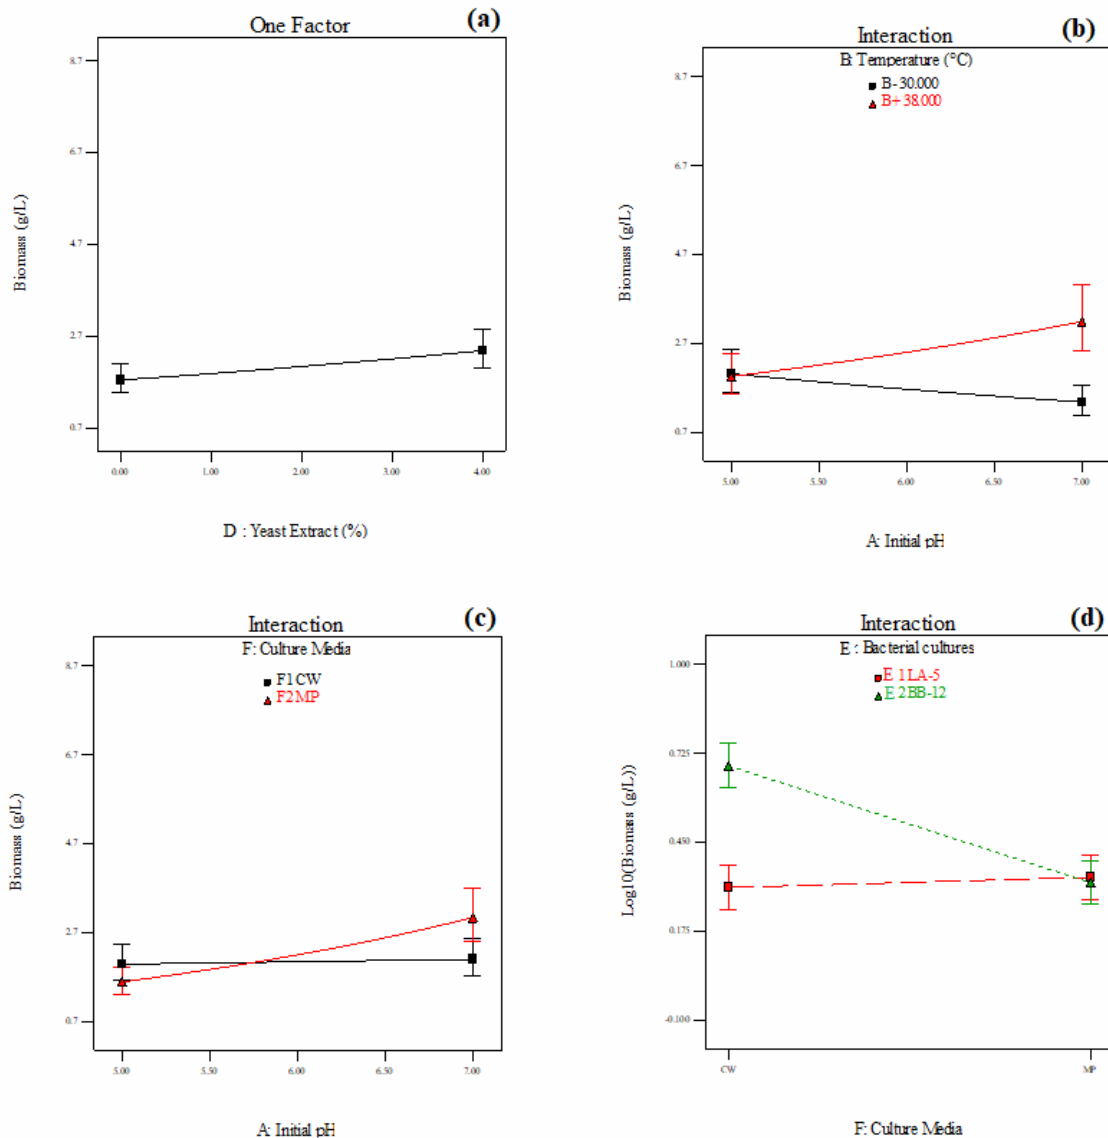 (a)
One Factor
8.7
6.7
4.7
2.7
0.7
Biomass (g/L)
0.00 1.00 2.00 3.00 4.00
D : Yeast Extract (%)
(b)
Interaction
B: Temperature (°C)
B- 30.000
B+ 38.000
8.7
6.7
4.7
2.7
0.7
Biomass (g/L)
5.00 5.50 6.00 6.50 7.00
A: Initial pH
(c)
Interaction
F: Culture Media
F1 CW
F2 MP
8.7
6.7
4.7
2.7
0.7
Biomass (g/L)
5.00 5.50 6.00 6.50 7.00
A: Initial pH
(d)
Interaction
E : Bacterial cultures
E 1 LA-5
E 2 BB-12
1.000
0.725
0.450
0.175
-0.100
Log10(Biomass (g/L))
CW MP
F: Culture Media